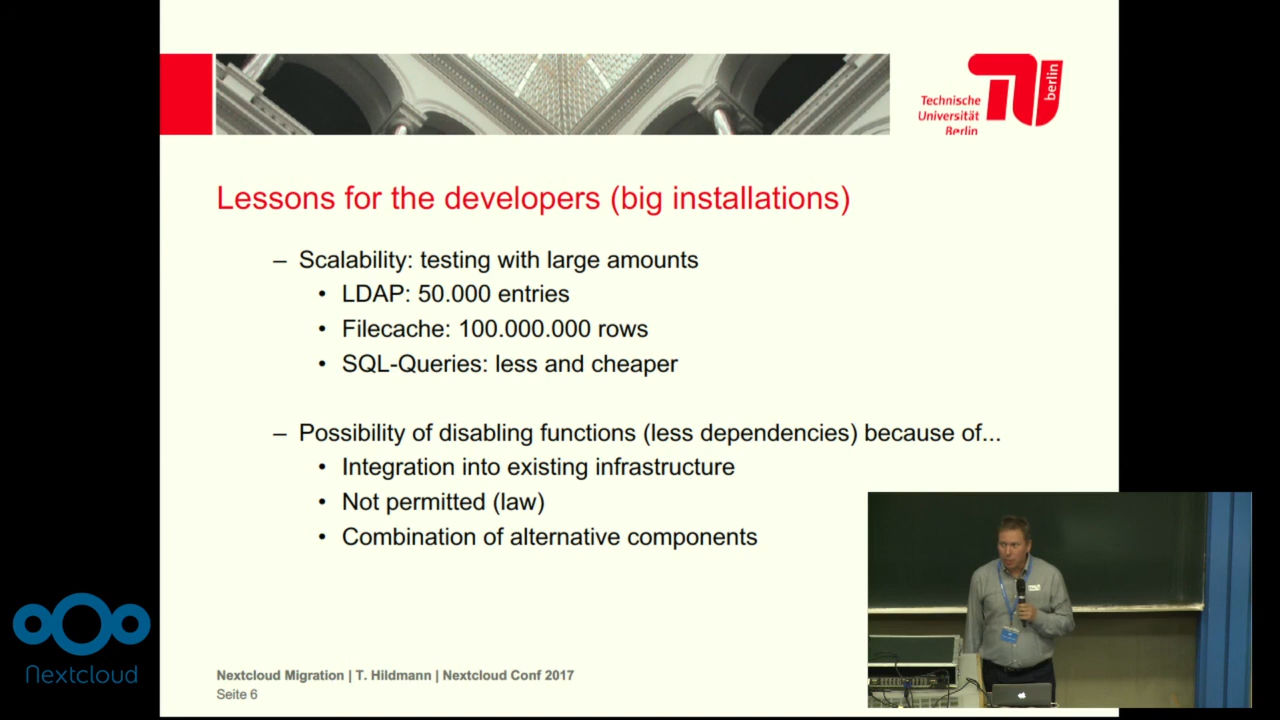 Technische
Universität
Berlin
berlin
Lessons for the developers (big installations)
– Scalability: testing with large amounts
• LDAP: 50.000 entries
• Filecache: 100.000.000 rows
• SQL-Queries: less and cheaper
– Possibility of disabling functions (less dependencies) because of...
• Integration into existing infrastructure
• Not permitted (law)
• Combination of alternative components
Nextcloud
Nextcloud Migration | T. Hildmann | Nextcloud Conf 2017
Seite 6